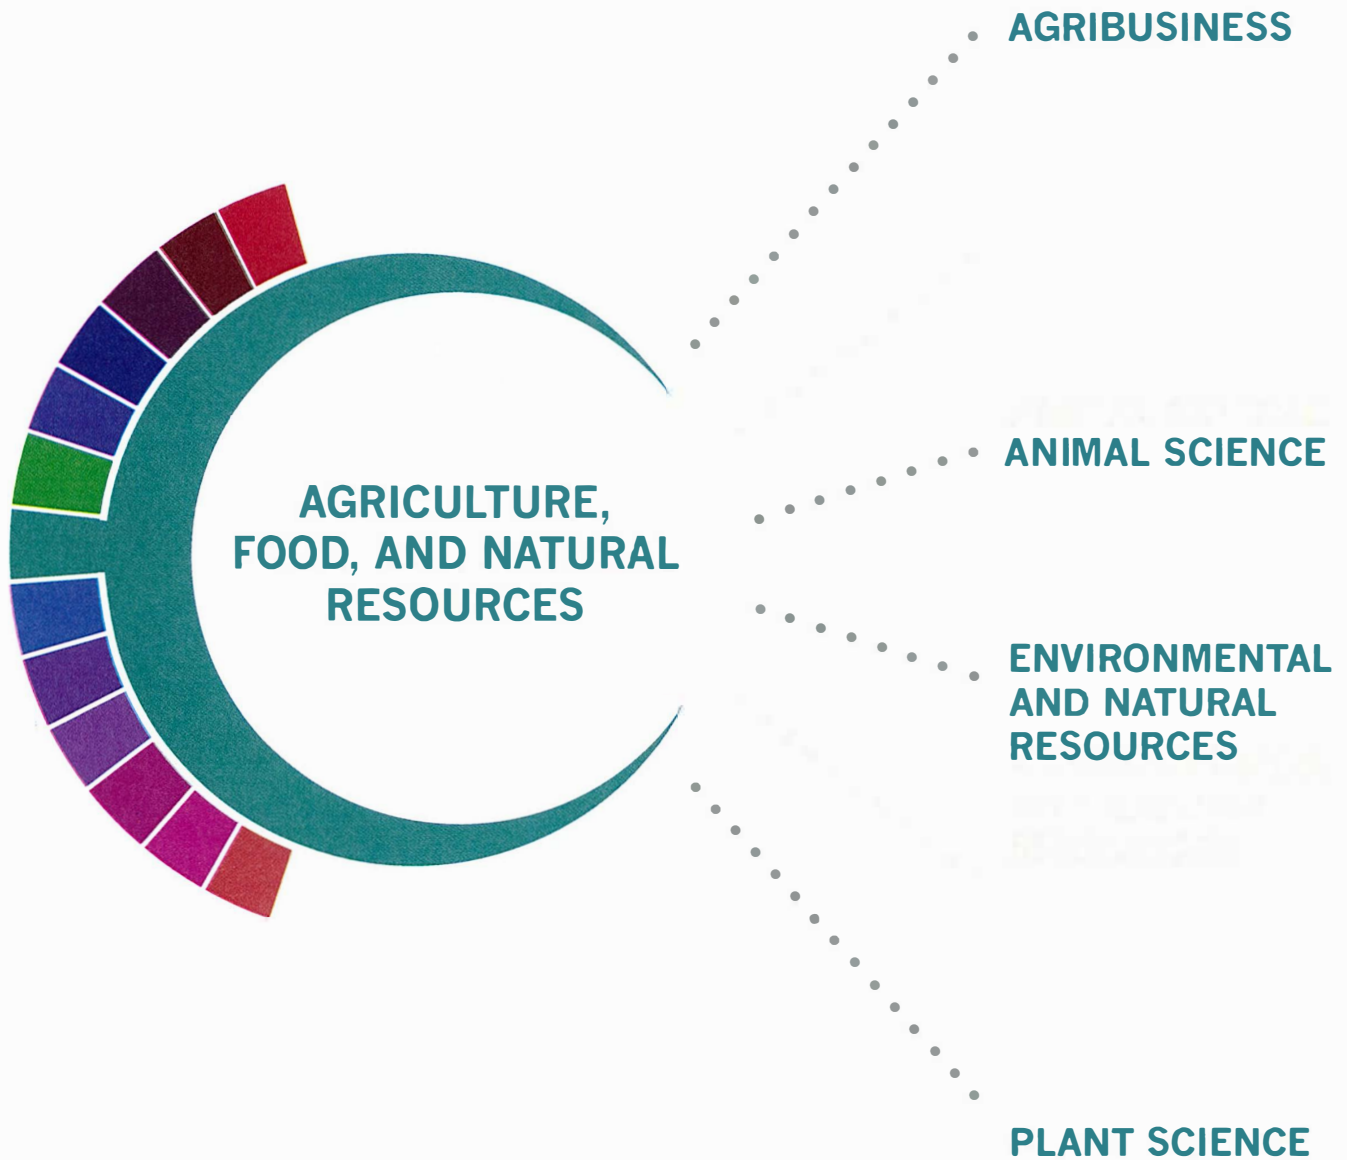 AGRIBUSINESS
ANIMAL SCIENCE
AGRICULTURE,
FOOD, AND NATURAL
RESOURCES
ENVIRONMENTAL
AND NATURAL
RESOURCES
PLANT SCIENCE